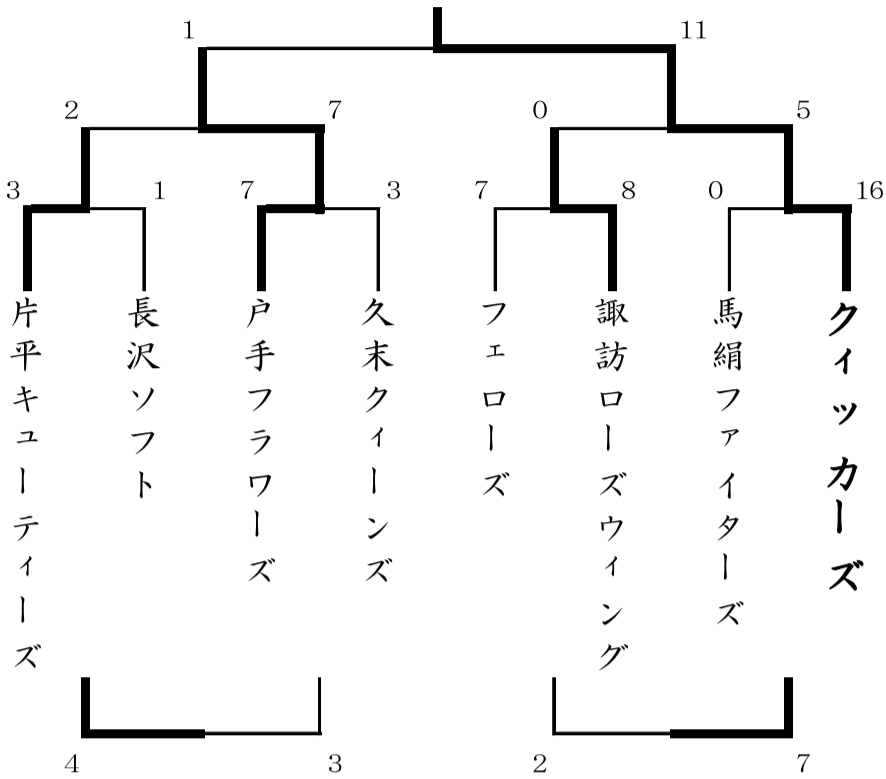 1 11
2 7 0 5
3 1 7 3 7 8 0 16
片平キューティーズ
長沢ソフト
戸手フラワーズ
久末クィーンズ
フェローズ
諏訪ローズウィング
馬絹ファイターズ
クィッカーズ
4 3 2 7